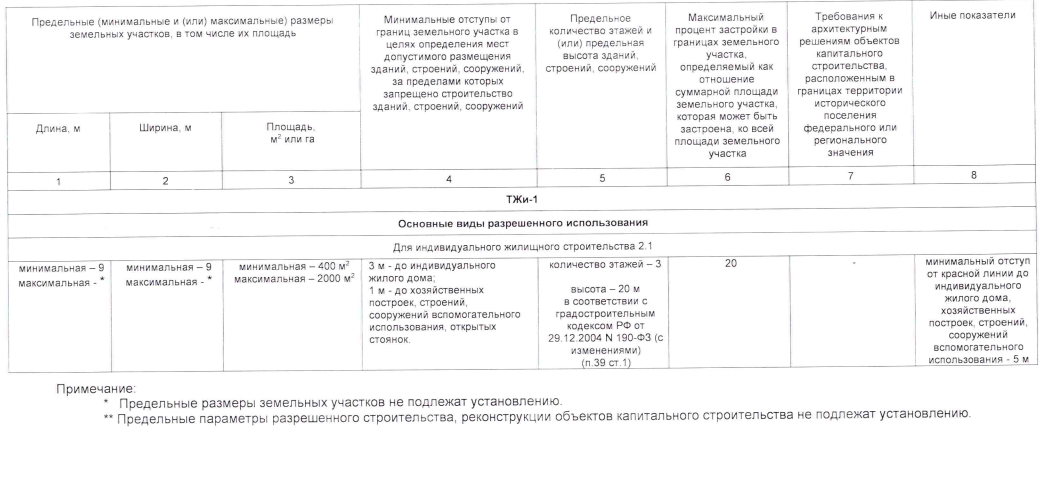 Предельные (минимальные и (или) максимальные) размеры
земельных участков, в том числе их площадь
Минимальные отступы от
границ земельного участка в
целях определения мест
допустимого размещения
зданий, строений, сооружений,
за пределами которых
запрещено строительство
зданий, строений, сооружений
Предельное
количество этажей и
(или) предельная
высота зданий,
строений, сооружений
Максимальный
процент застройки в
границах земельного
участка,
определяемый как
отношение
суммарной площади
земельного участка,
которая может быть
застроена, ко всей
площади земельного
участка
Требования к
архитектурным
решениям объектов
капитального
строительства,
расположенным в
границах территории
исторического
поселения
федерального или
регионального
значения
Иные показатели
Длина, м
Ширина, м
Площадь,
м² или га
1 2 3 4 5 6 7 8
ТЖи-1
Основные виды разрешенного использования
Для индивидуального жилищного строительства 2.1
минимальная – 9
максимальная - *
минимальная – 9
максимальная - *
минимальная – 400 м²
максимальная – 2000 м²
3 м - до индивидуального
жилого дома;
1 м - до хозяйственных
построек, строений,
сооружений вспомогательного
использования, открытых
стоянок.
количество этажей – 3
высота – 20 м
в соответствии с
градостроительным
кодексом РФ от
29.12.2004 N 190-ФЗ (с
изменениями)
(п.39 ст.1)
20
-
минимальный отступ
от красной линии до
индивидуального
жилого дома,
хозяйственных
построек, строений,
сооружений
вспомогательного
использования - 5 м
Примечание:
* Предельные размеры земельных участков не подлежат установлению.
** Предельные параметры разрешенного строительства, реконструкции объектов капитального строительства не подлежат установлению.